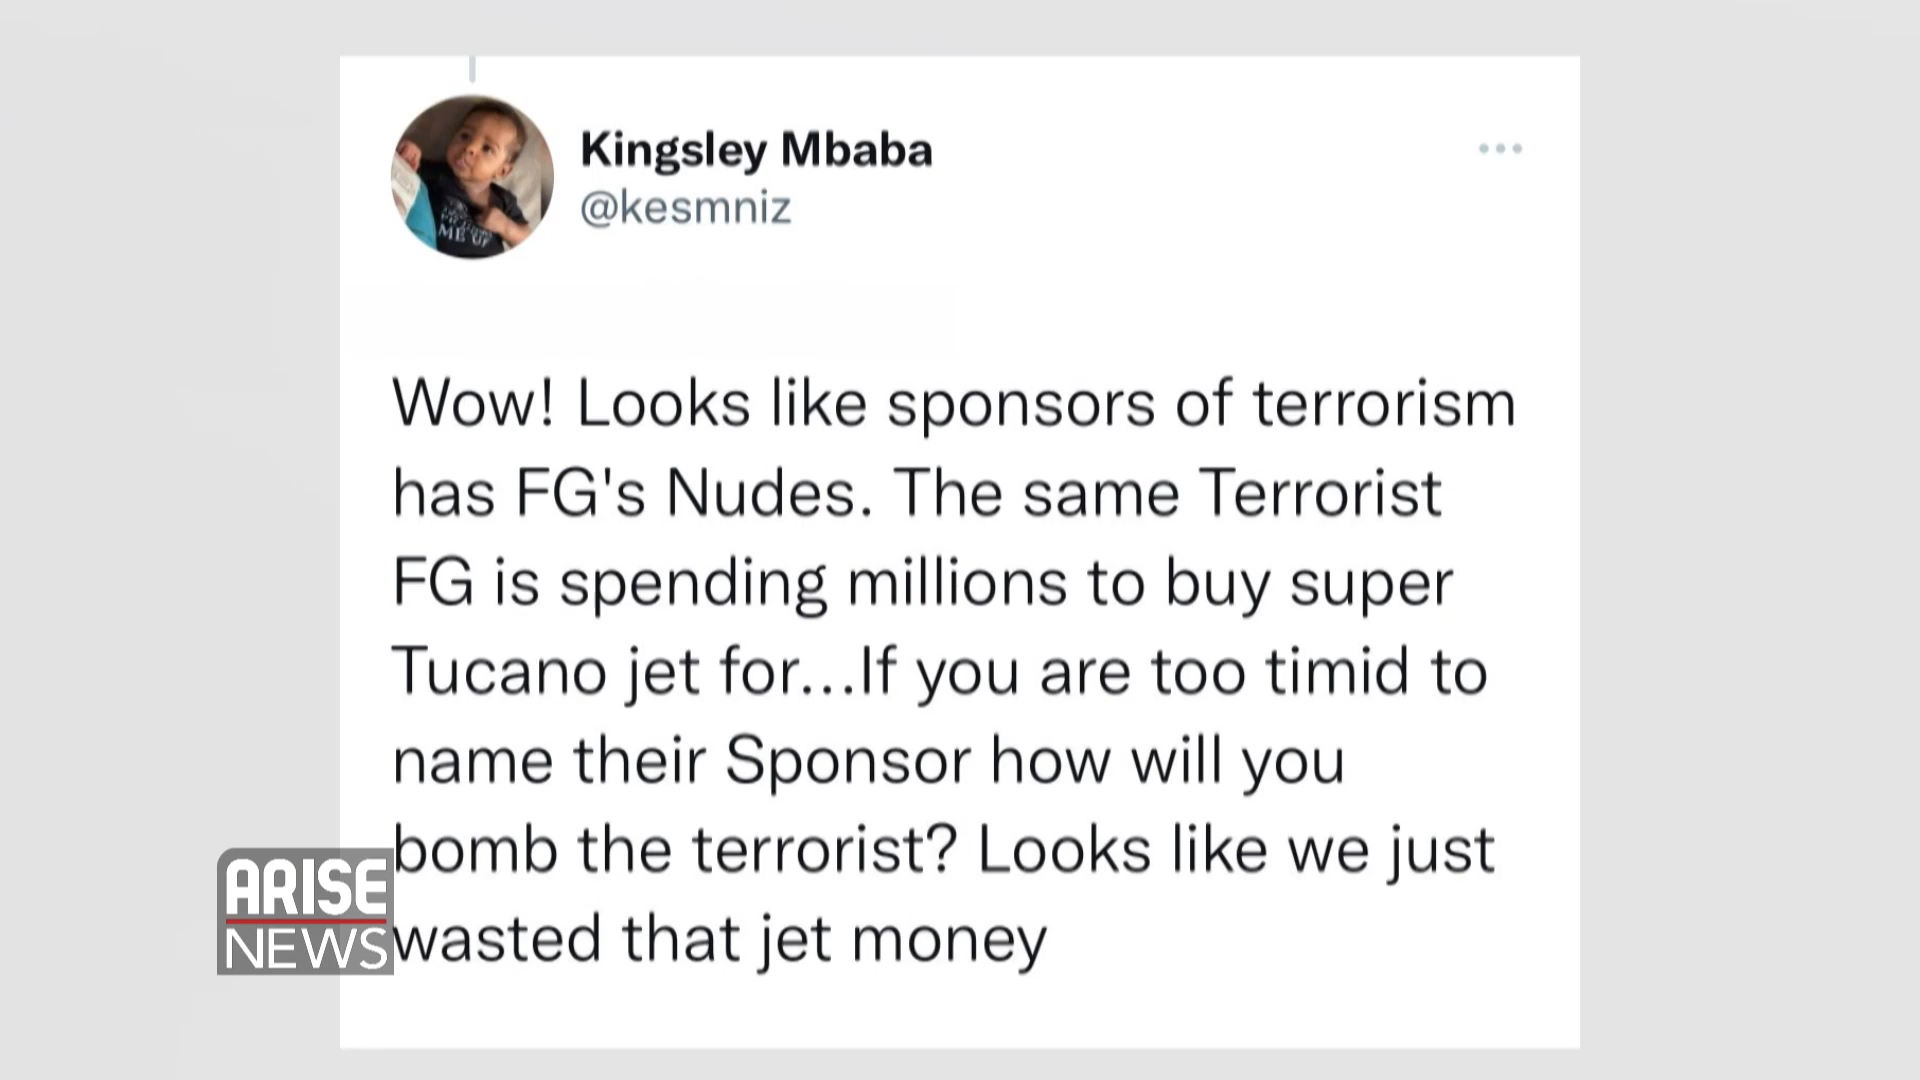 Kingsley Mbaba
@kesmniz
Wow! Looks like sponsors of terrorism
has FG's Nudes. The same Terrorist
FG is spending millions to buy super
Tucano jet for...If you are too timid to
name their Sponsor how will you
bomb the terrorist? Looks like we just
wasted that jet money
ARISE
NEWS
ME UP